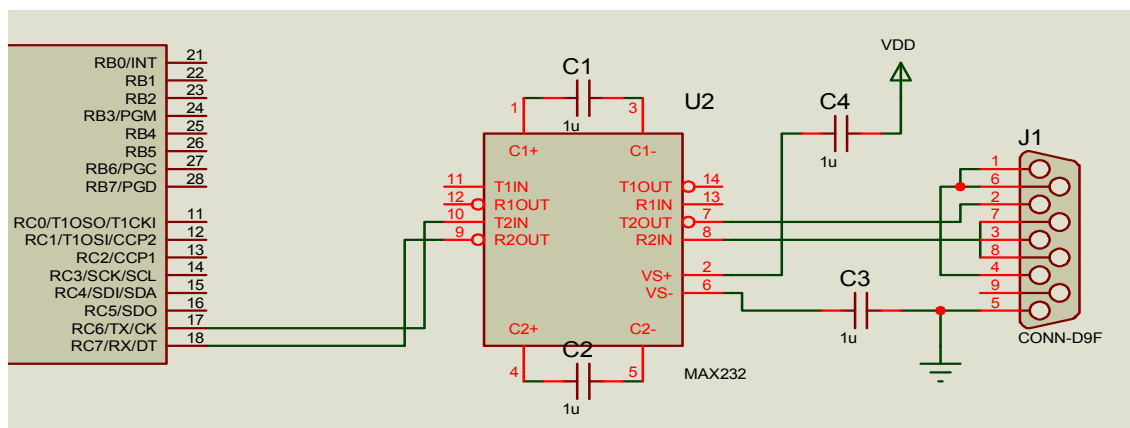 RB0/INT 21
RB1 22
RB2 23
RB3/PGM 24
RB4 25
RB5 26
RB6/PGC 27
RB7/PGD 28
RC0/T1OSO/T1CKI 11
RC1/T1OSI/CCP2 12
RC2/CCP1 13
RC3/SCK/SCL 14
RC4/SDI/SDA 15
RC5/SDO 16
RC6/TX/CK 17
RC7/RX/DT 18
C1
1u
U2
1 3
C1+ C1-
11 T1IN T1OUT 14
12 R1OUT R1IN 13
10 T2IN T2OUT 7
9 R2OUT R2IN 8
VS+ 2
VS- 6
C2+ C2-
4 5
C2
1u
MAX232
VDD
C4
1u
C3
1u
J1
1
6
2
7
3
8
4
9
5
CONN-D9F